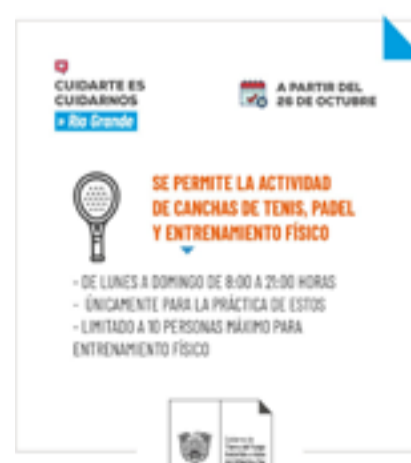 CUIDARTE ES
CUIDARNOS
» Río Grande
A PARTIR DEL
26 DE OCTUBRE
SE PERMITE LA ACTIVIDAD
DE CANCHAS DE TENIS, PADEL
Y ENTRENAMIENTO FÍSICO
- DE LUNES A DOMINGO DE 8:00 A 21:00 HORAS
- ÚNICAMENTE PARA LA PRÁCTICA DE ESTOS
- LIMITADO A 10 PERSONAS MÁXIMO PARA
ENTRENAMIENTO FÍSICO